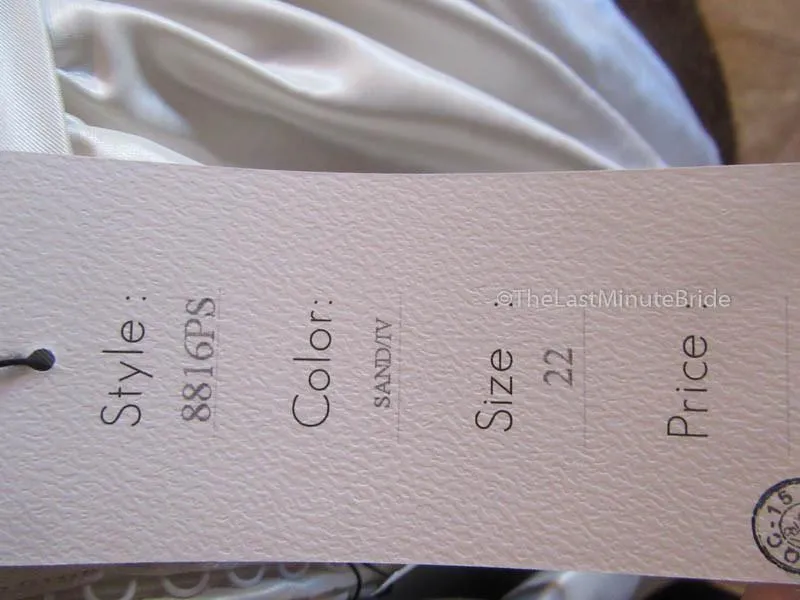 Style:
8816PS
Color:
SAND/IV
Size :
22
Price :
©TheLastMinuteBride